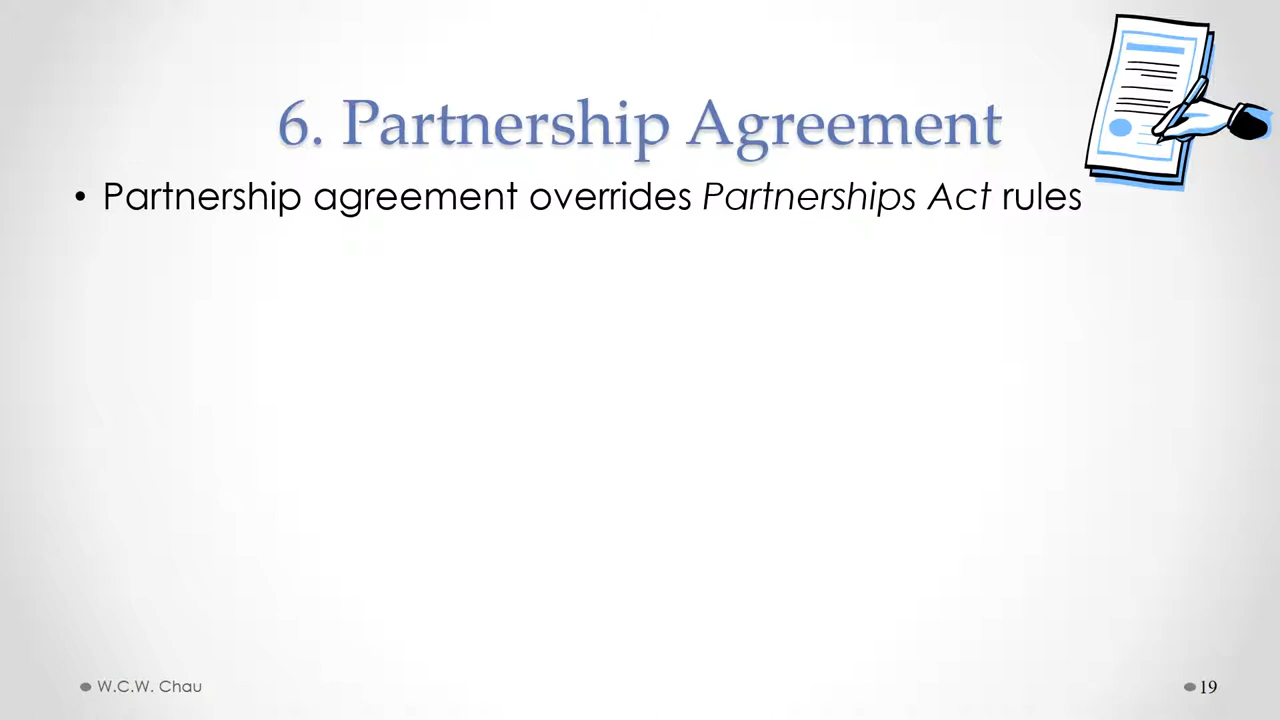 6. Partnership Agreement
• Partnership agreement overrides Partnerships Act rules
W.C.W. Chau
19